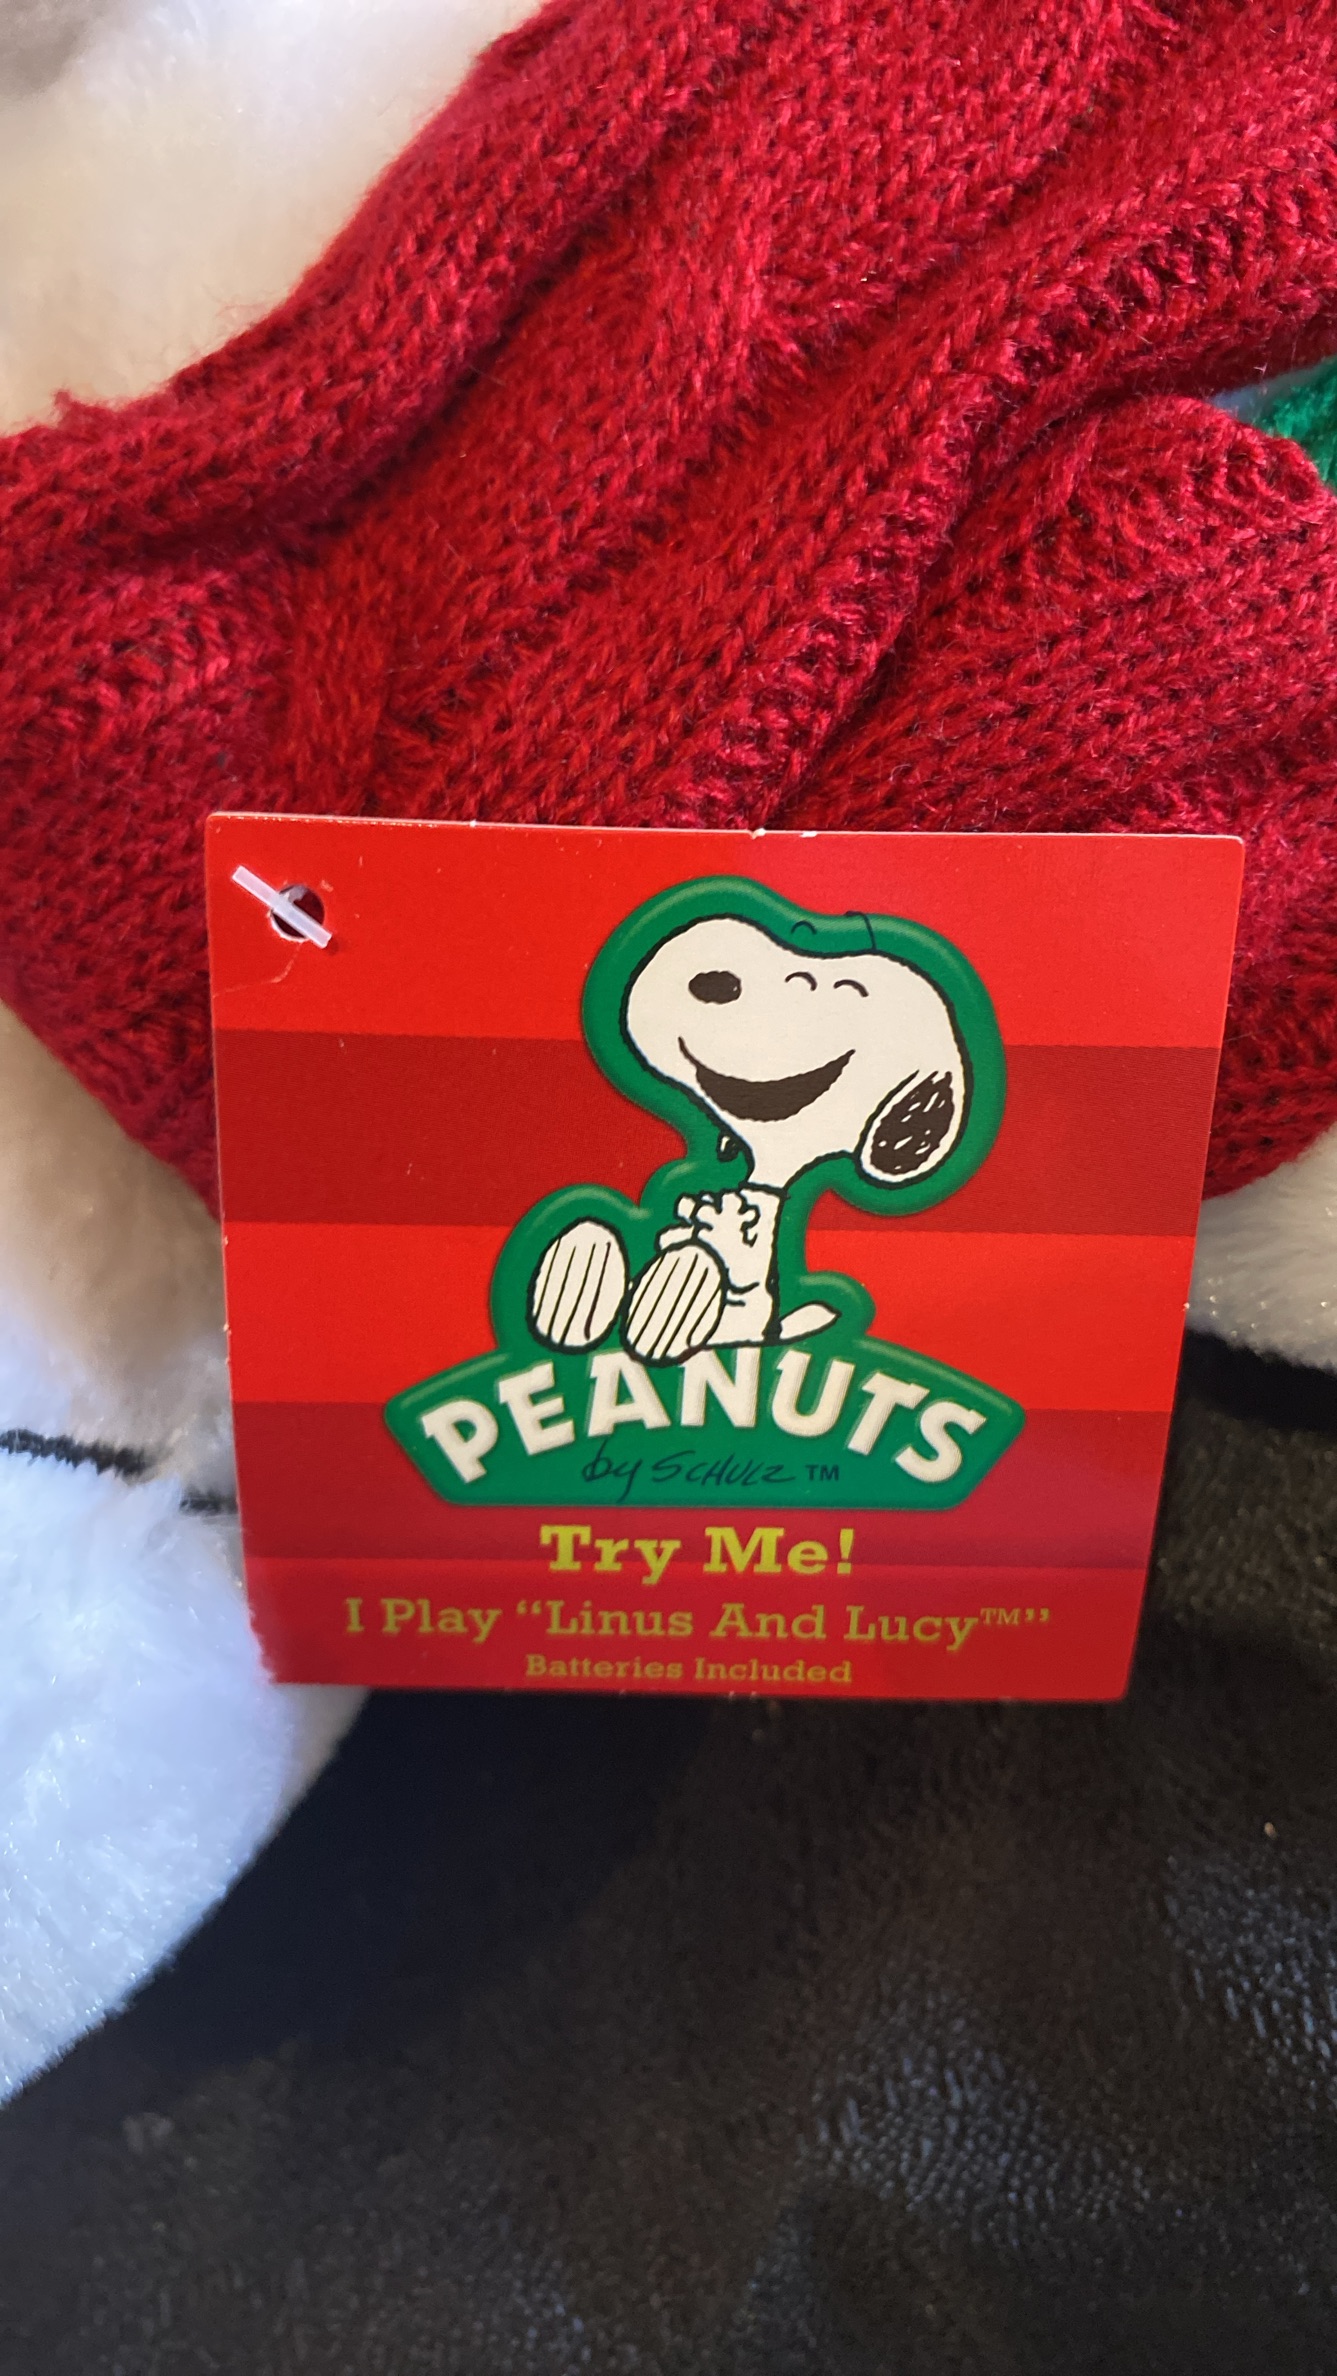 PEANUTS
by SCHULZ TM
Try Me!
I Play “Linus And Lucy™”
Batteries Included